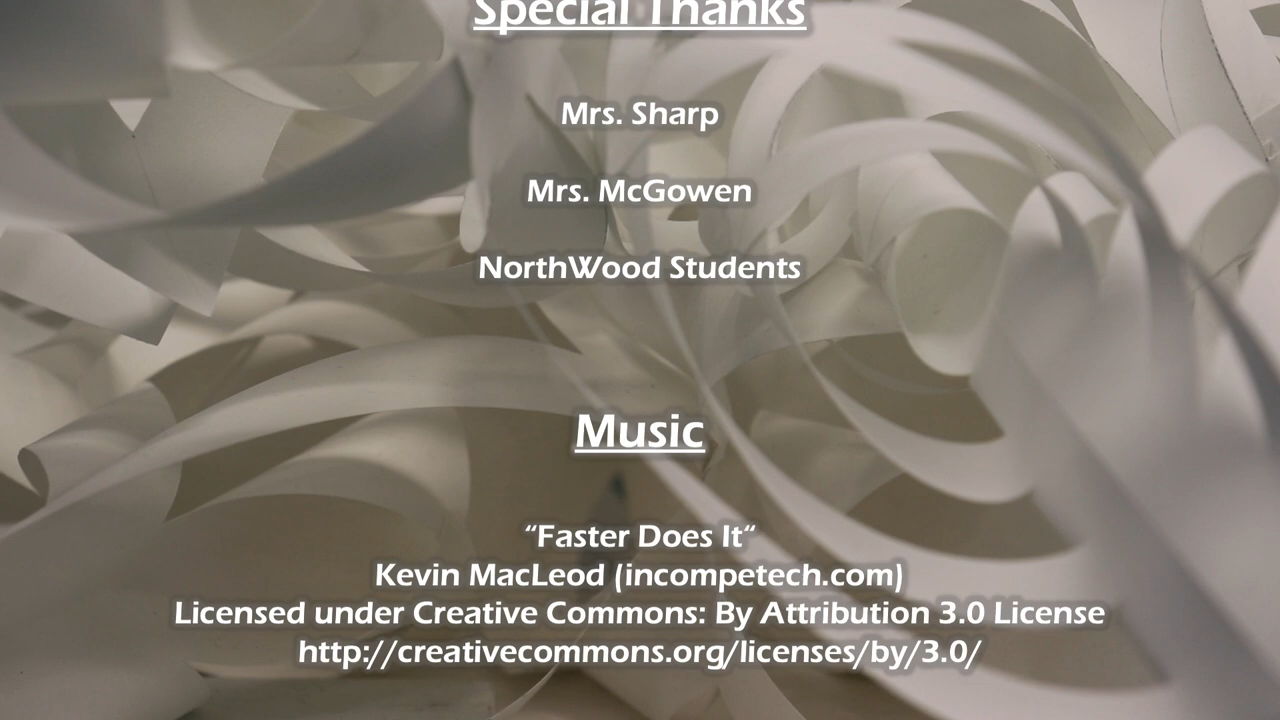 Special Thanks
Mrs. Sharp
Mrs. McGowen
NorthWood Students
Music
“Faster Does It“
Kevin MacLeod (incompetech.com)
Licensed under Creative Commons: By Attribution 3.0 License
http://creativecommons.org/licenses/by/3.0/